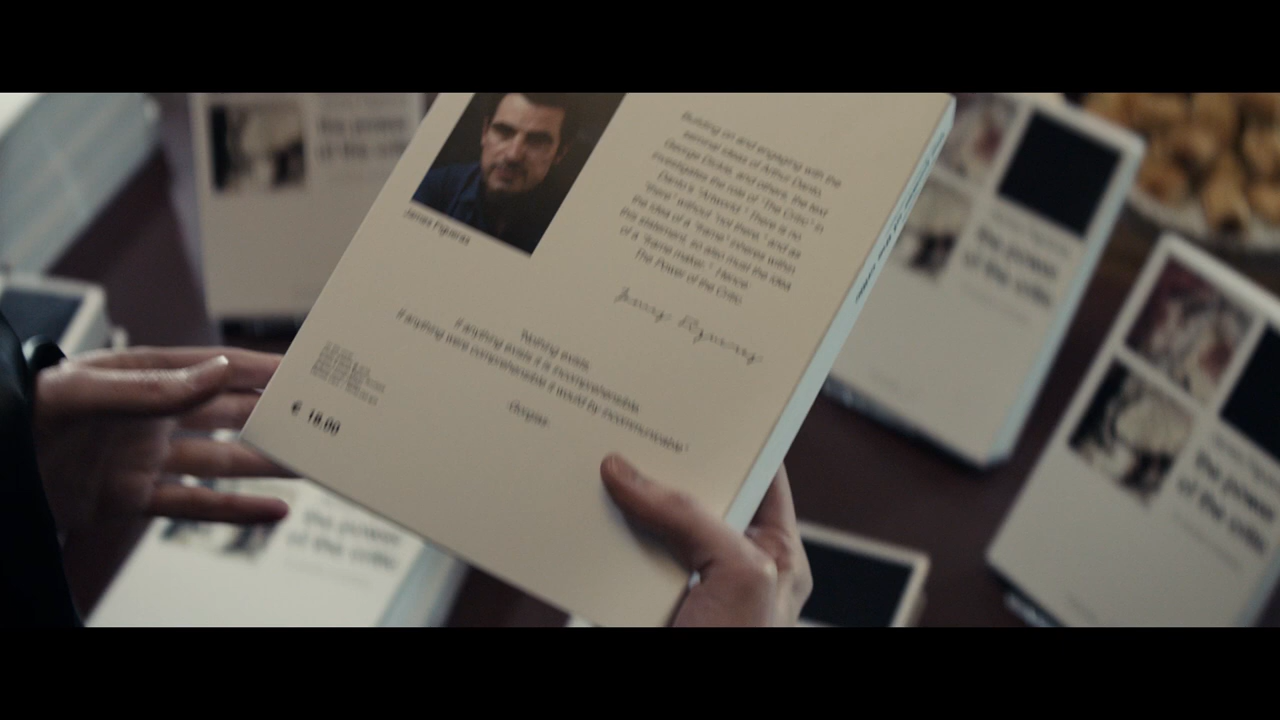 James Figueras
Building on and engaging with the
seminal ideas of Arthur Danto,
George Dickie, and others, the text
investigates the role of "The Critic" in
Danto's "Artworld." There is no
"there" without "not there," and as
the idea of a "frame" inheres within
this statement, so also must the idea
of a "frame maker." Hence:
The Power of the Critic.
'Nothing exists.
If anything exists it is incomprehensible.
If anything were comprehensible it would be incommunicable.'
Gorgias.
€ 18.00
the power
of the critic
the power
of the critic
the power
of the critic
the power
of the critic